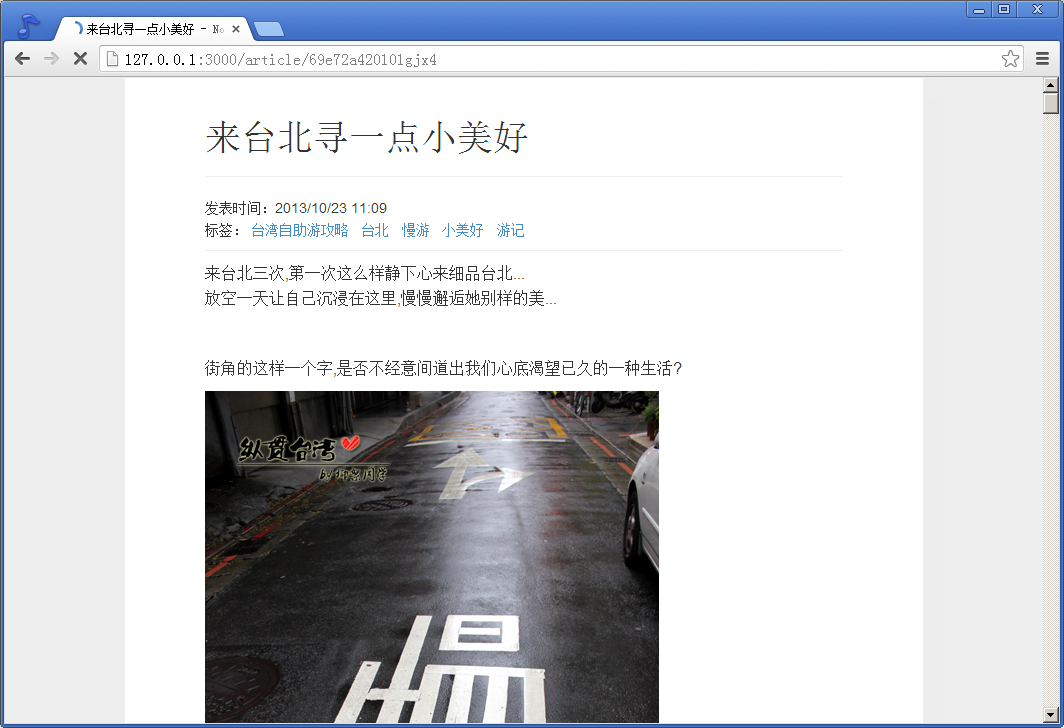 来台北寻一点小美好 - No
127.0.0.1:3000/article/69e72a420101gjx4
来台北寻一点小美好
发表时间：2013/10/23 11:09
标签： 台湾自助游攻略 台北 慢游 小美好 游记
来台北三次,第一次这么样静下心来细品台北...
放空一天让自己沉浸在这里,慢慢邂逅她别样的美...
街角的这样一个字,是否不经意间道出我们心底渴望已久的一种生活?
纵贯台湾